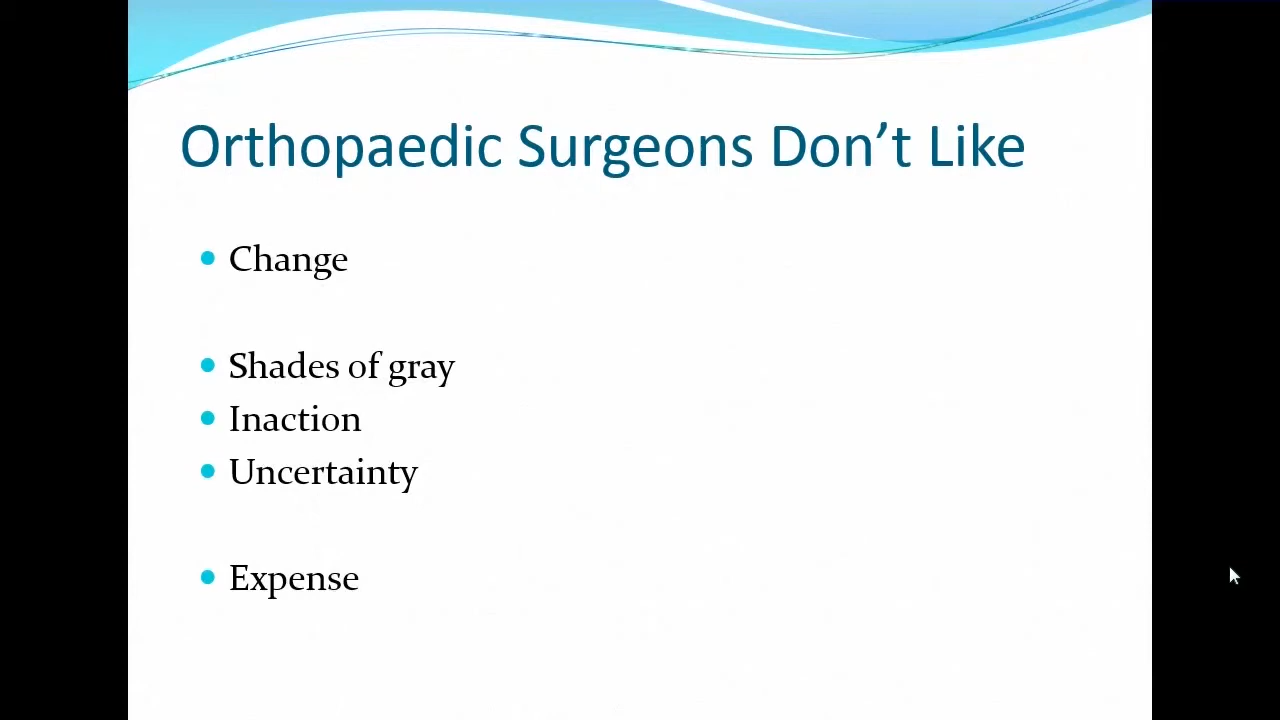 Orthopaedic Surgeons Don’t Like
• Change
• Shades of gray
• Inaction
• Uncertainty
• Expense